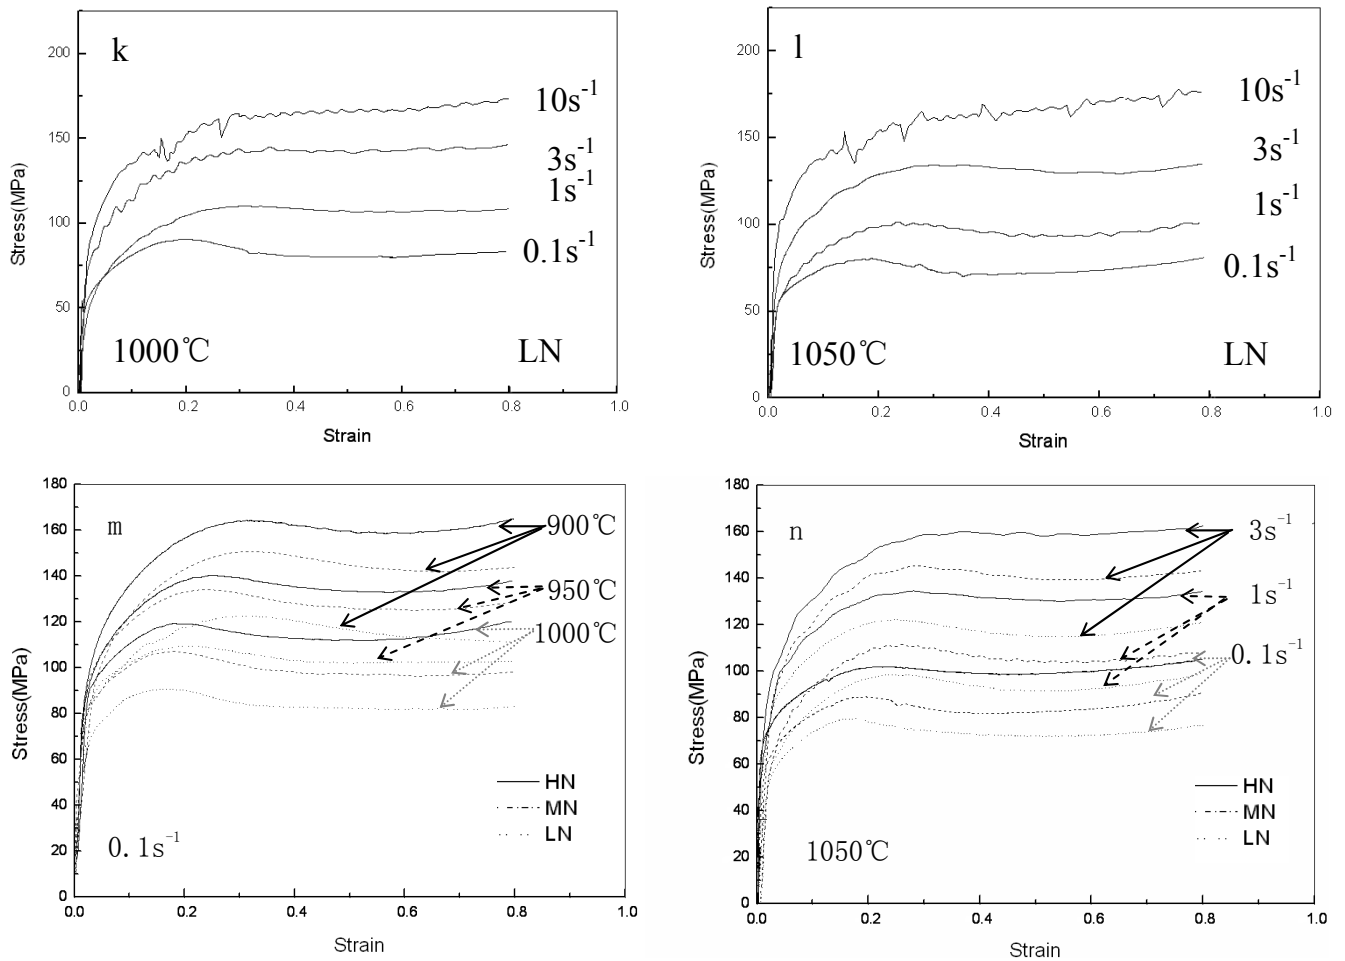 k
200
150
100
50
0
Stress(MPa)
10s⁻¹
3s⁻¹
1s⁻¹
0.1s⁻¹
1000℃
LN
0.0 0.2 0.4 0.6 0.8 1.0
Strain
l
200
150
100
50
0
Stress(MPa)
10s⁻¹
3s⁻¹
1s⁻¹
0.1s⁻¹
1050℃
LN
0.0 0.2 0.4 0.6 0.8 1.0
Strain
m
180
160
140
120
100
80
60
40
20
0
Stress(MPa)
900℃
950℃
1000℃
HN
MN
LN
0.1s⁻¹
0.0 0.2 0.4 0.6 0.8 1.0
Strain
n
180
160
140
120
100
80
60
40
20
0
Stress(MPa)
3s⁻¹
1s⁻¹
0.1s⁻¹
HN
MN
LN
1050℃
0.0 0.2 0.4 0.6 0.8 1.0
Strain